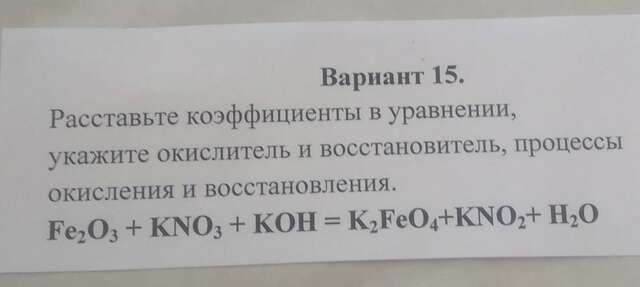 Вариант 15.
Расставьте коэффициенты в уравнении,
укажите окислитель и восстановитель, процессы
окисления и восстановления.
Fe₂O₃ + KNO₃ + KOH = K₂FeO₄+KNO₂+ H₂O